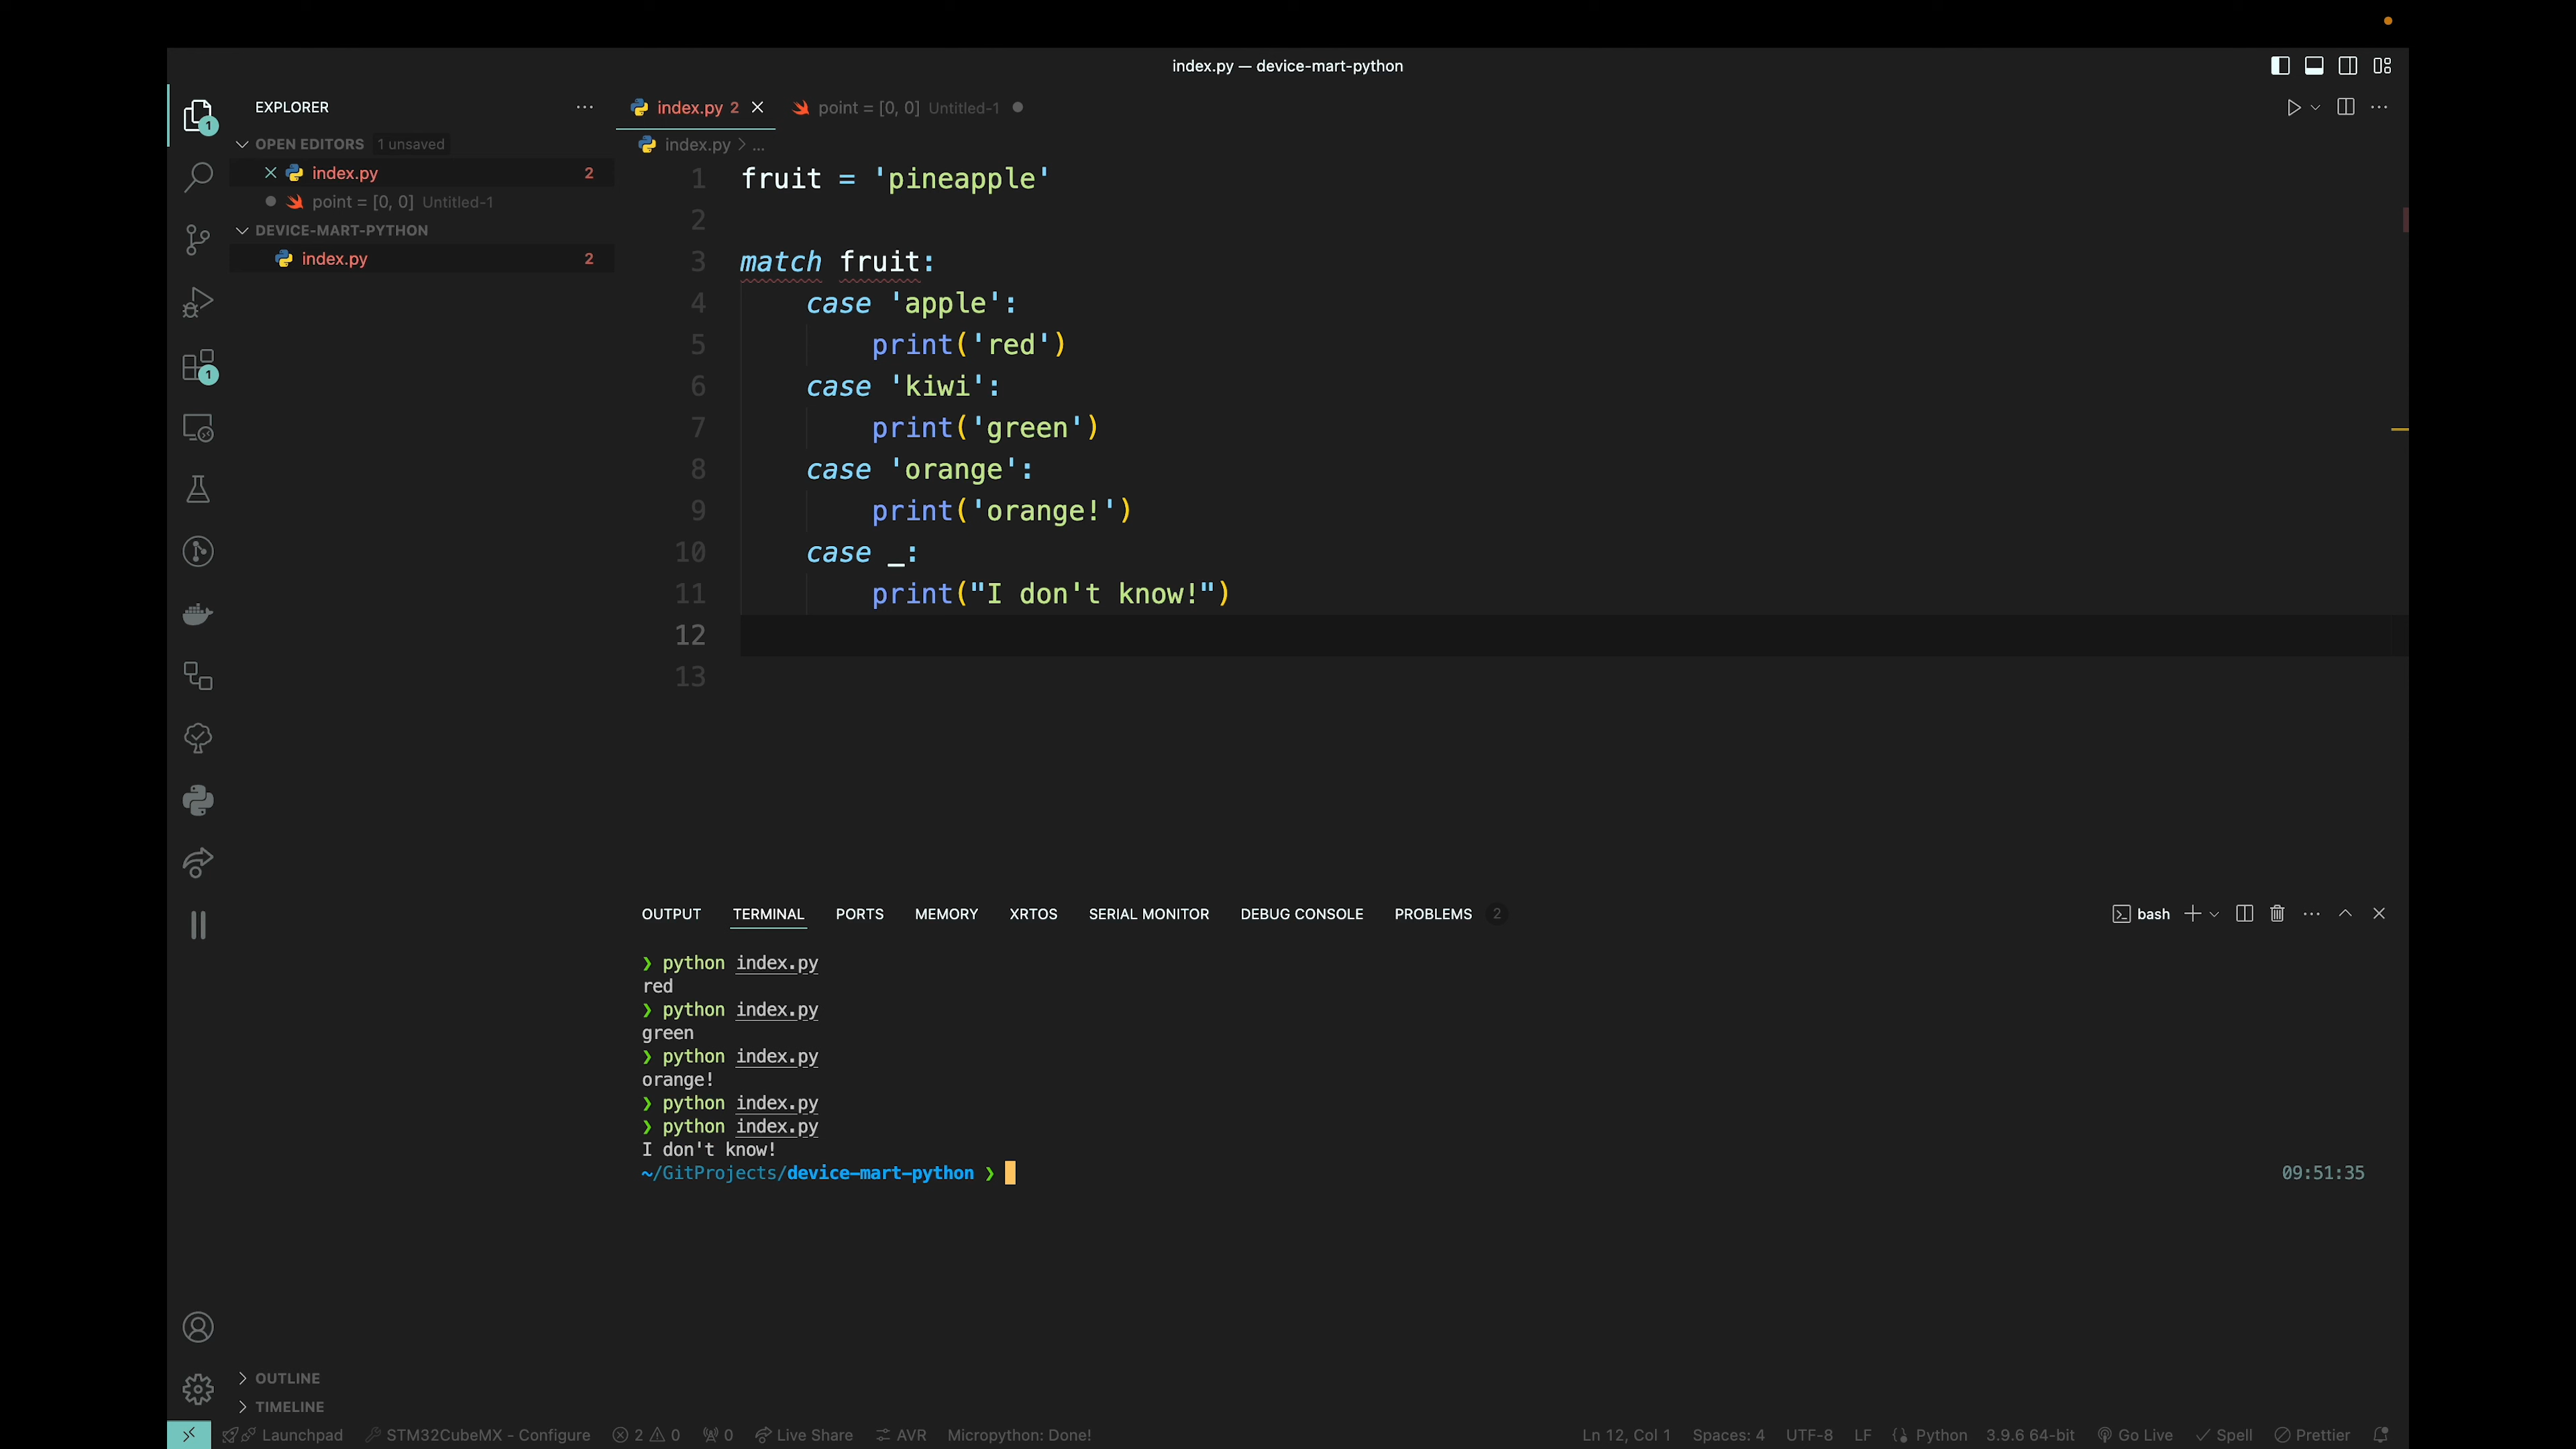 index.py — device-mart-python
EXPLORER
OPEN EDITORS 1 unsaved
index.py 2
point = [0, 0] Untitled-1
DEVICE-MART-PYTHON
index.py 2
1
1
OUTLINE
TIMELINE
index.py 2
point = [0, 0] Untitled-1
index.py > ...
1 fruit = 'pineapple'
2
3 match fruit:
4 case 'apple':
5 print('red')
6 case 'kiwi':
7 print('green')
8 case 'orange':
9 print('orange!')
10 case _:
11 print("I don't know!")
12
13
OUTPUT TERMINAL PORTS MEMORY XRTOS SERIAL MONITOR DEBUG CONSOLE PROBLEMS 2
bash
❯ python index.py
red
❯ python index.py
green
❯ python index.py
orange!
❯ python index.py
❯ python index.py
I don't know!
~/GitProjects/device-mart-python ❯ 09:51:35
Launchpad STM32CubeMX - Configure 2 0 0 Live Share AVR Micropython: Done! Ln 12, Col 1 Spaces: 4 UTF-8 LF Python 3.9.6 64-bit Go Live Spell Prettier